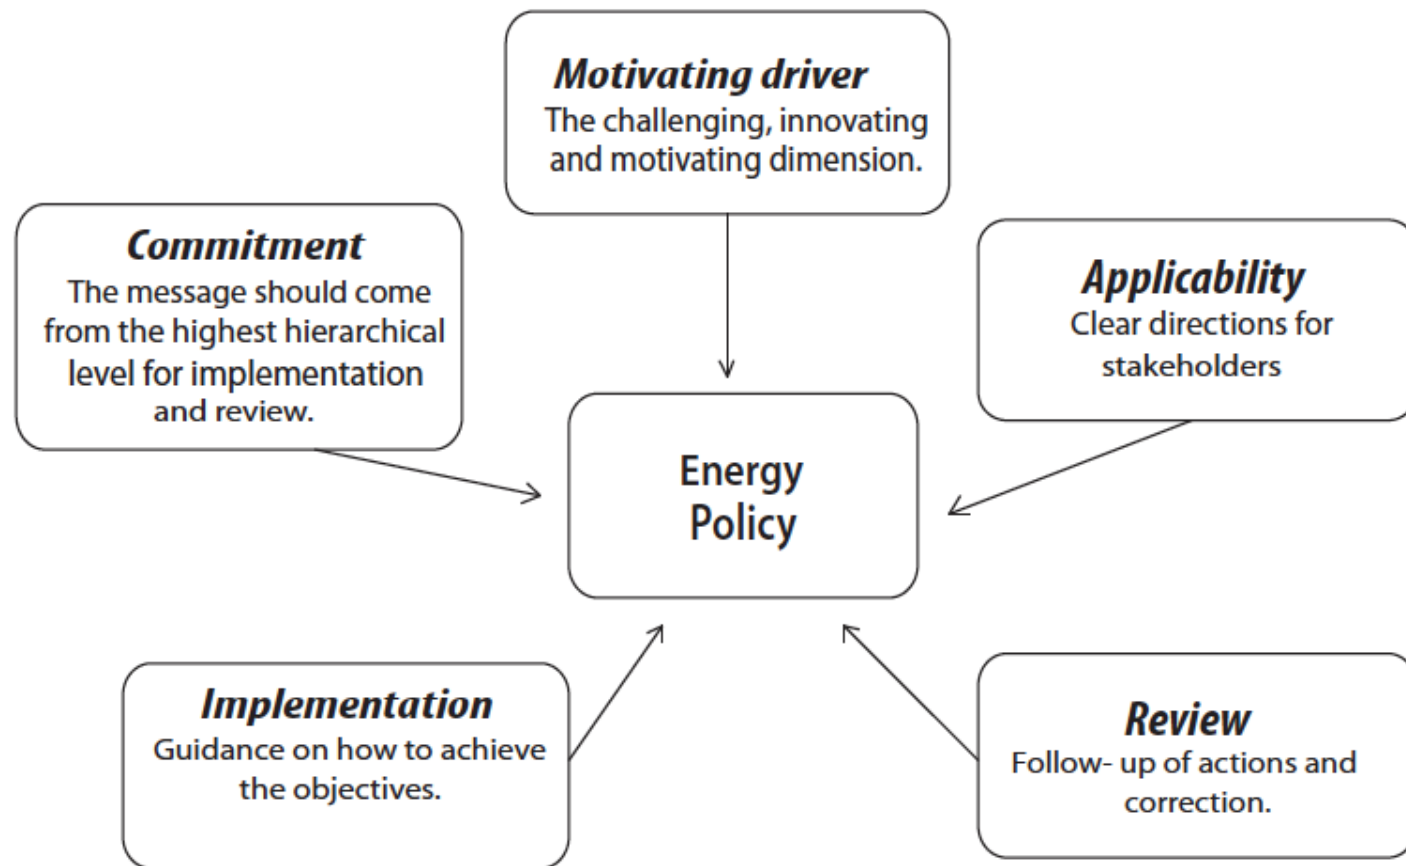 Motivating driver
The challenging, innovating
and motivating dimension.
Commitment
The message should come
from the highest hierarchical
level for implementation
and review.
Applicability
Clear directions for
stakeholders
Energy
Policy
Implementation
Guidance on how to achieve
the objectives.
Review
Follow- up of actions and
correction.